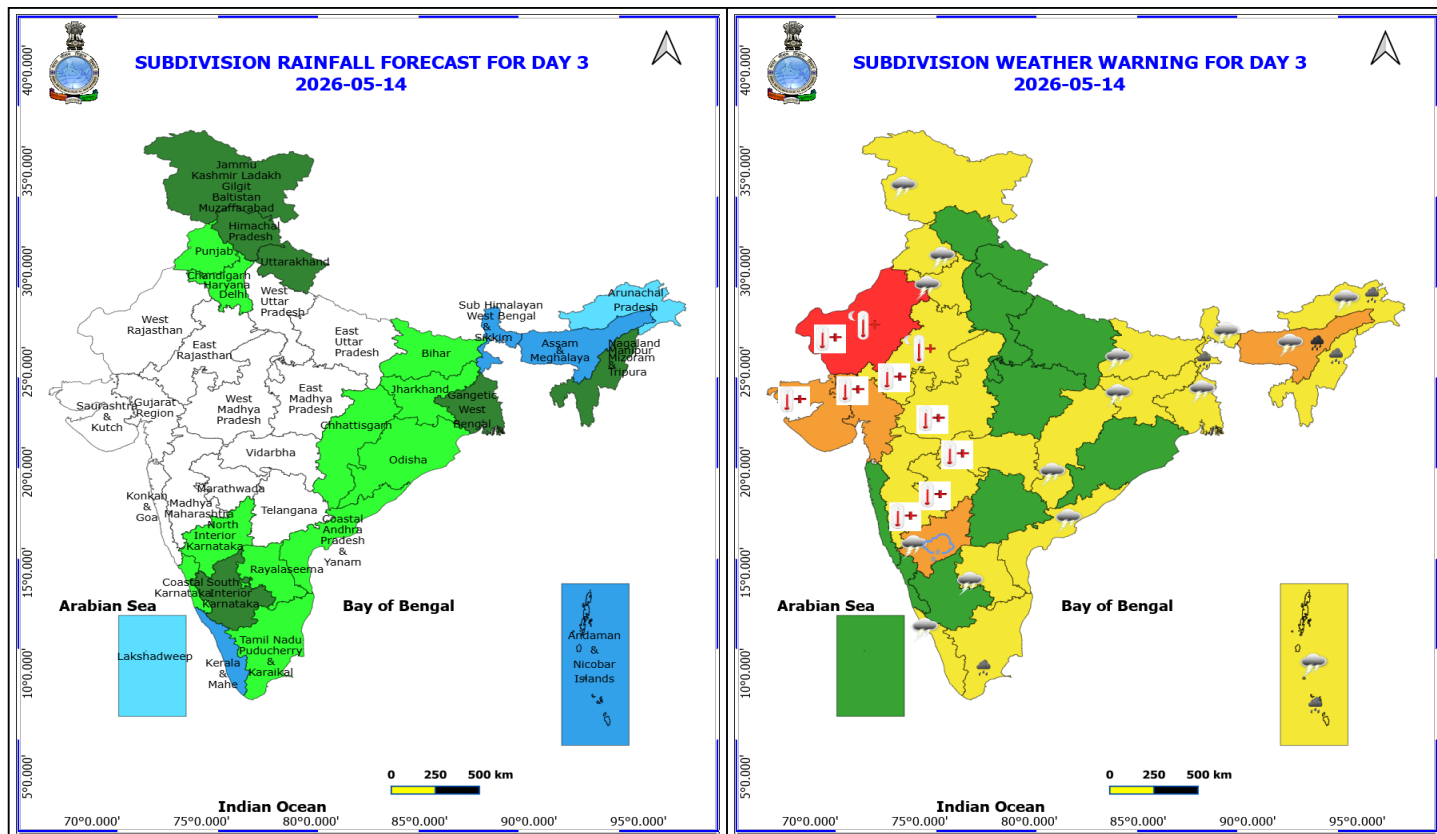 SUBDIVISION RAINFALL FORECAST FOR DAY 3
2026-05-14
40°0.000'
35°0.000'
30°0.000'
25°0.000'
20°0.000'
15°0.000'
10°0.000'
5°0.000'
Jammu
Kashmir Ladakh
Gilgit
Baltistan
Muzaffarabad
Himachal
Pradesh
Punjab
Uttarakhand
Chandigarh
Haryana
Delhi
West
Uttar
Pradesh
West
Rajasthan
East
Rajasthan
East
Uttar
Pradesh
Sub Himalayan
West Bengal
&
Sikkim
Arunachal
Pradesh
Assam
&
Meghalaya
Nagaland
Manipur
Mizoram
&
Tripura
Bihar
Jharkhand
Gangetic
West
Bengal
East
Madhya
Pradesh
West
Madhya
Pradesh
Gujarat
Region
Saurashtra
&
Kutch
Chhattisgarh
Odisha
Vidarbha
Marathwada
Madhya
Maharashtra
Konkan
&
Goa
Telangana
North
Interior
Karnataka
Coastal
Andhra
Pradesh
&
Yanam
Rayalaseema
Coastal
Karnataka
South
Interior
Karnataka
Tamil Nadu
Puducherry
&
Karaikal
Kerala
&
Mahe
Lakshadweep
Andaman
&
Nicobar
Islands
Arabian Sea
Bay of Bengal
Indian Ocean
0 250 500 km
70°0.000' 75°0.000' 80°0.000' 85°0.000' 90°0.000' 95°0.000'
SUBDIVISION WEATHER WARNING FOR DAY 3
2026-05-14
40°0.000'
35°0.000'
30°0.000'
25°0.000'
20°0.000'
15°0.000'
10°0.000'
5°0.000'
Arabian Sea
Bay of Bengal
Indian Ocean
0 250 500 km
70°0.000' 75°0.000' 80°0.000' 85°0.000' 90°0.000' 95°0.000'